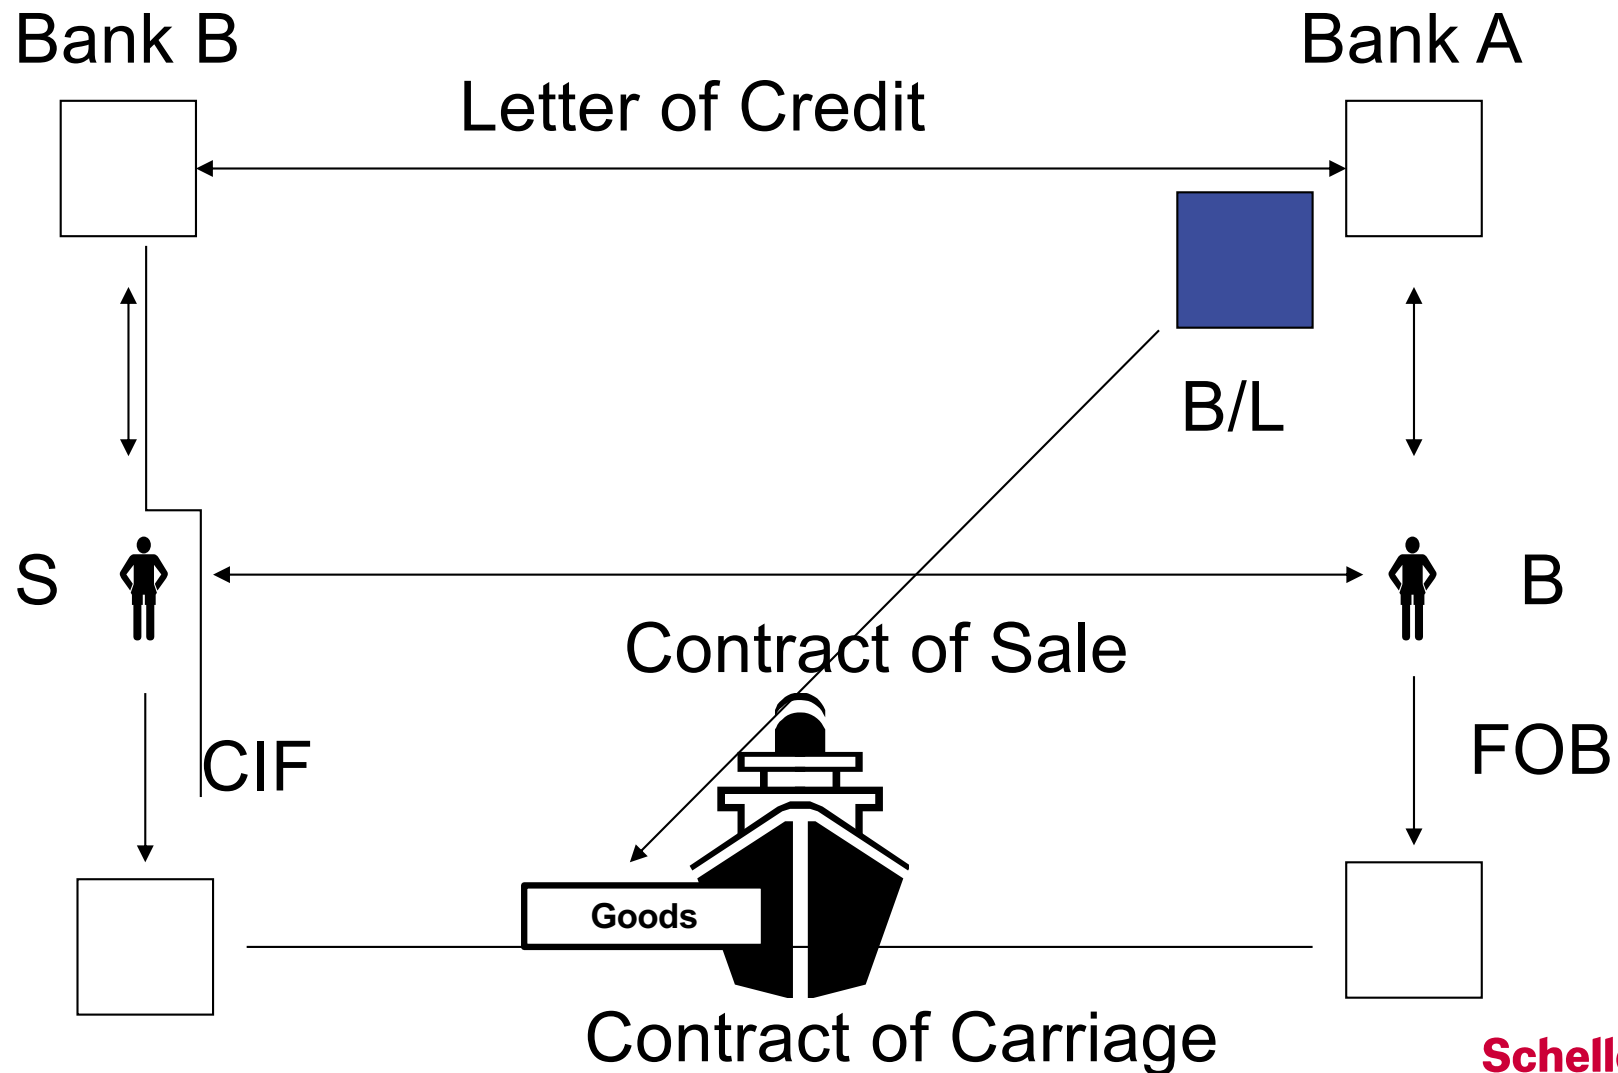 Bank B
Bank A
Letter of Credit
B/L
S
B
Contract of Sale
CIF
FOB
Goods
Contract of Carriage